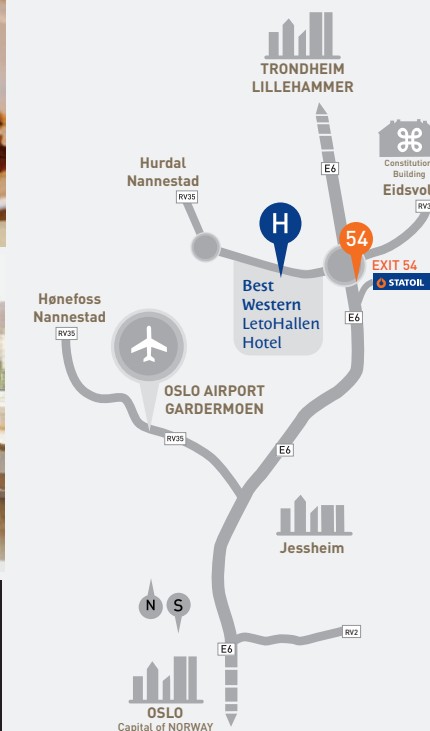 TRONDHEIM
LILLEHAMMER
E6
Constitution
Building
Eidsvol
Hurdal
Nannestad
RV35
H
54
EXIT 54
STATOIL
Best
Western
LetoHallen
Hotel
E6
Hønefoss
Nannestad
RV35
OSLO AIRPORT
GARDERMOEN
RV35
E6
Jessheim
N S
RV2
E6
OSLO
Capital of NORWAY